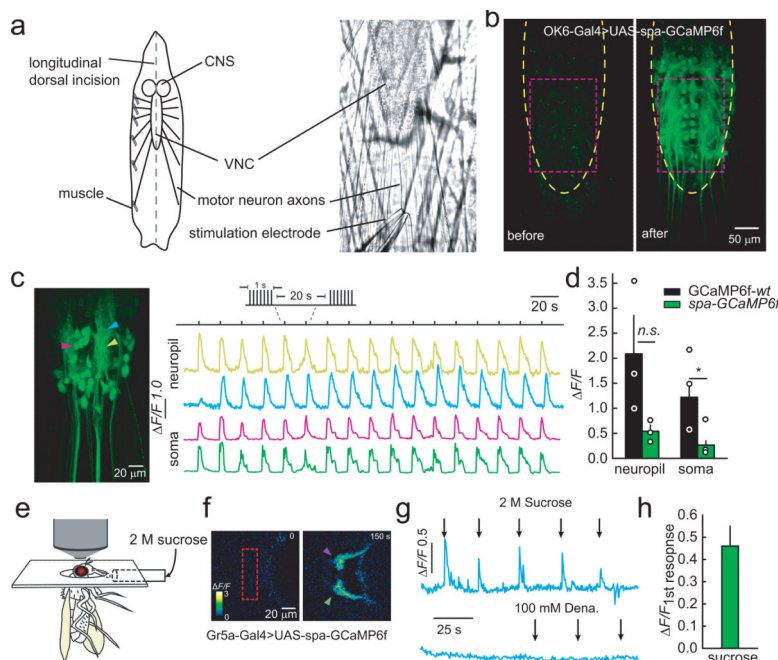 a
longitudinal
dorsal incision
CNS
VNC
muscle
motor neuron axons
stimulation electrode
b
OK6-Gal4>UAS-spa-GCaMP6f
before
after
50 µm
c
20 µm
1 s
20 s
20 s
ΔF/F 1.0
neuropil
soma
d
GCaMP6f-wt
spa-GCaMP6f
ΔF/F
3.5
3.0
2.5
2.0
1.5
1.0
0.5
0.0
n.s.
*
neuropil
soma
e
2 M sucrose
f
0
150 s
ΔF/F
3
0
20 µm
Gr5a-Gal4>UAS-spa-GCaMP6f
g
2 M Sucrose
ΔF/F 0.5
25 s
100 mM Dena.
h
ΔF/F1st resopnse
0.6
0.5
0.4
0.3
0.2
0.1
0.0
sucrose